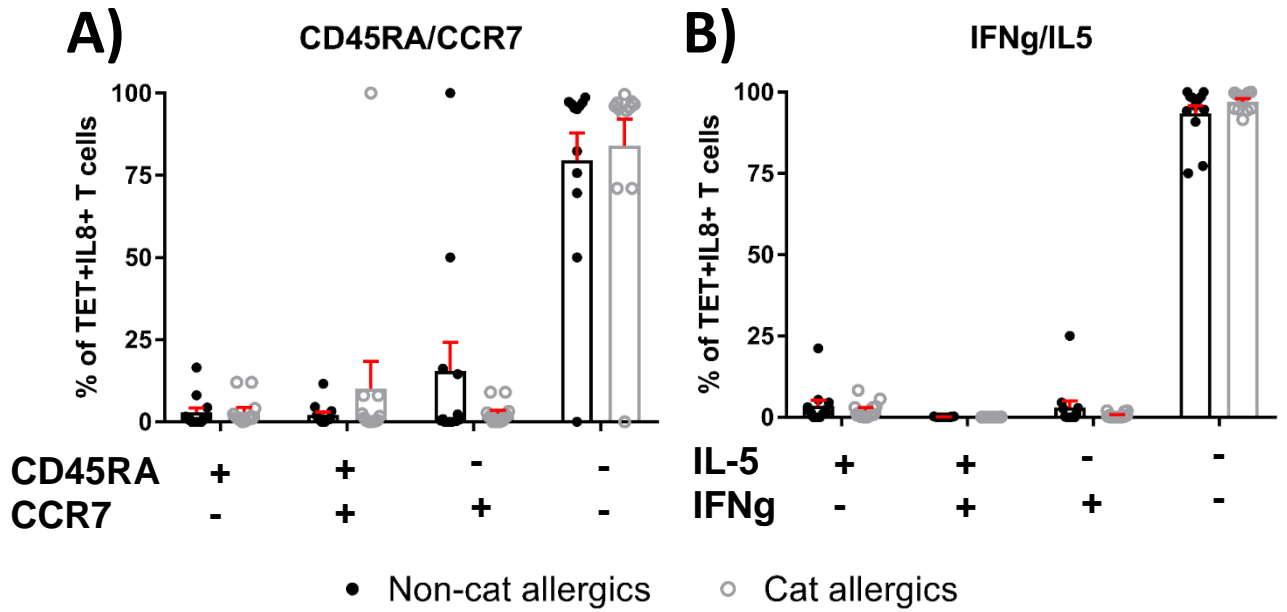 A)
CD45RA/CCR7
% of TET+IL8+ T cells
100
75
50
25
0
CD45RA + + - -
CCR7 - + + -
B)
IFNg/IL5
% of TET+IL8+ T cells
100
75
50
25
0
IL-5 + + - -
IFNg - + + -
Non-cat allergics
Cat allergics